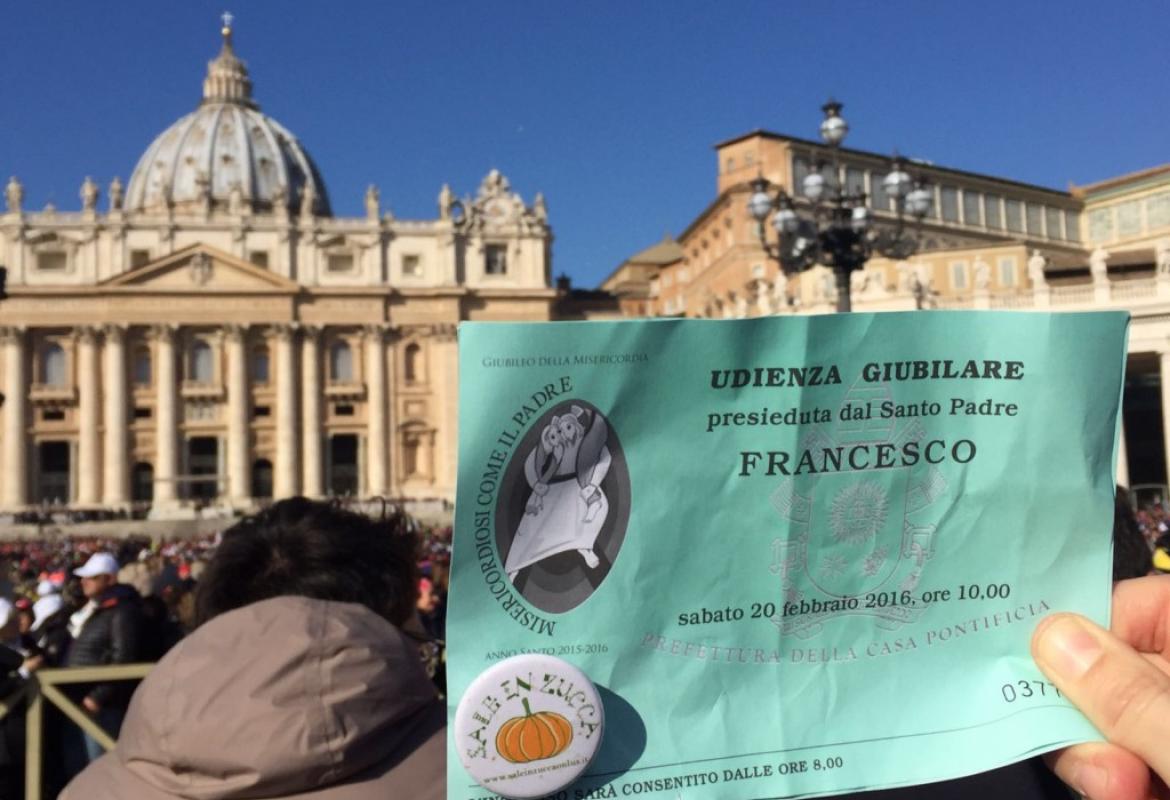 GIUBILEO DELLA MISERICORDIA
MISERICORDIOSI COME IL PADRE
ANNO SANTO 2015-2016
UDIENZA GIUBILARE
presieduta dal Santo Padre
FRANCESCO
sabato 20 febbraio 2016, ore 10,00
PREFETTURA DELLA CASA PONTIFICIA
037
SALE IN ZUCCA
www.saleinzuccaonlus.it
SARÀ CONSENTITO DALLE ORE 8,00